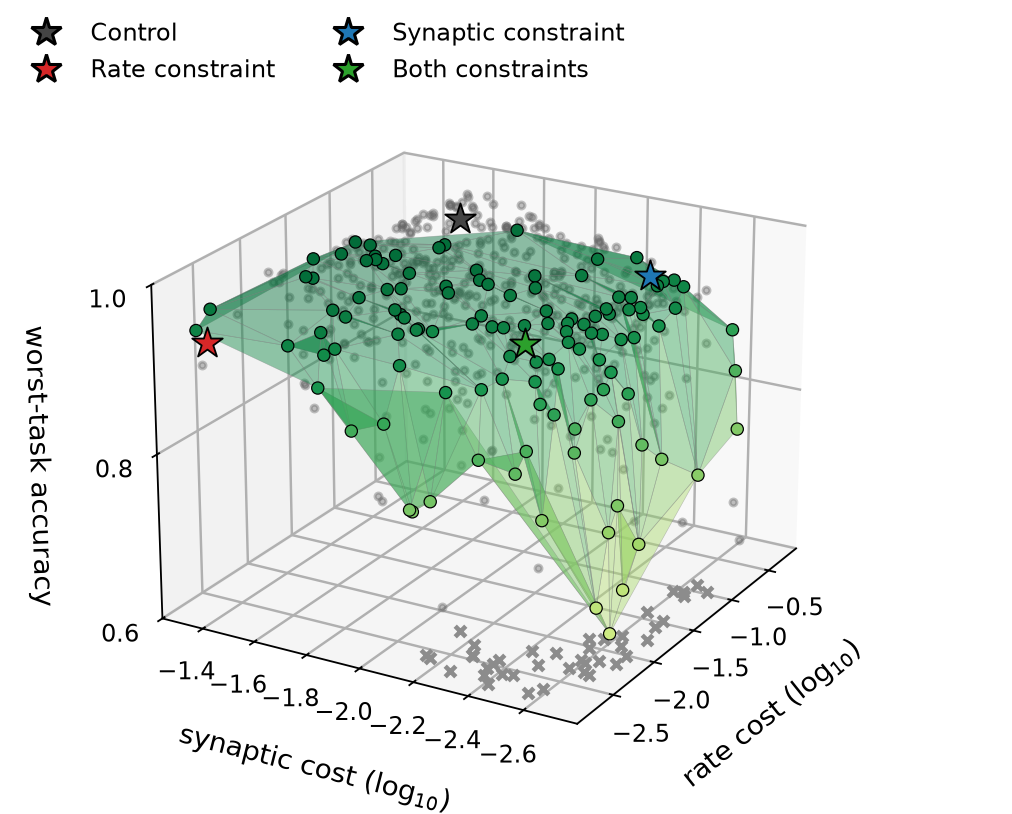 Control
Rate constraint
Synaptic constraint
Both constraints
1.0
0.8
0.6
worst-task accuracy
−1.4
−1.6
−1.8
−2.0
−2.2
−2.4
−2.6
synaptic cost (log₁₀)
−0.5
−1.0
−1.5
−2.0
−2.5
rate cost (log₁₀)